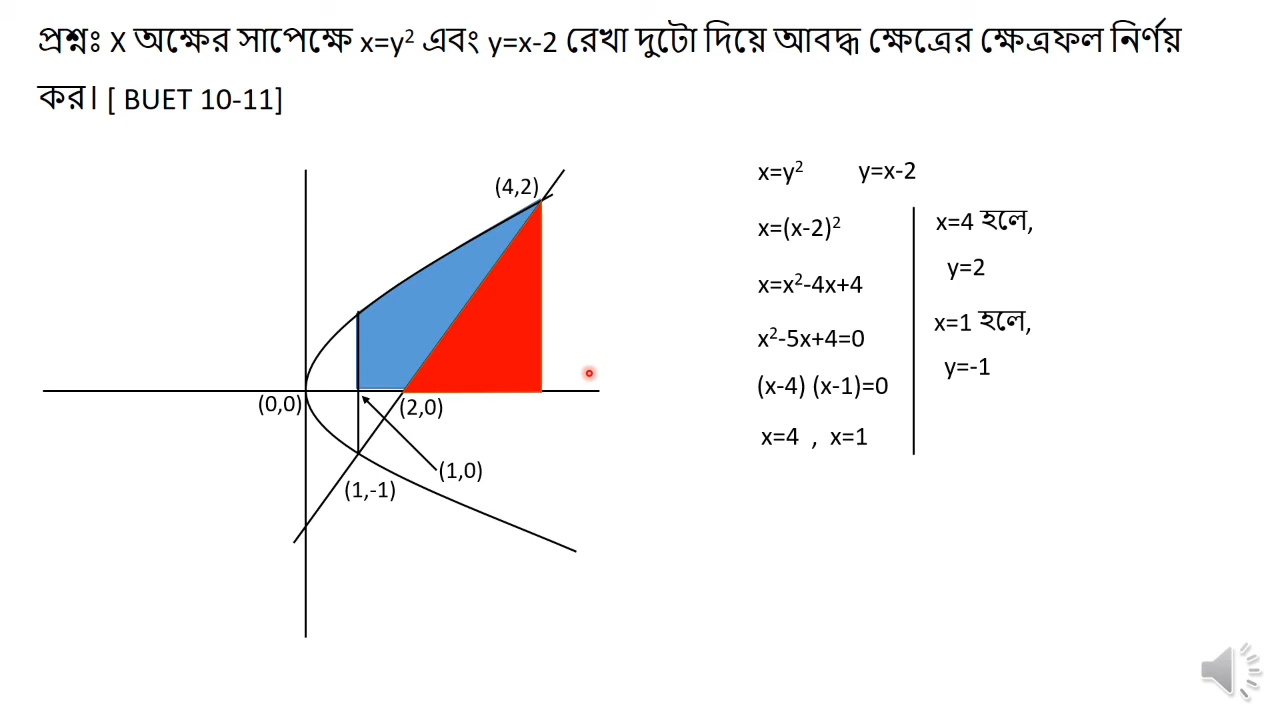 প্রশ্নঃ X অক্ষের সাপেক্ষে x=y² এবং y=x-2 রেখা দুটো দিয়ে আবদ্ধ ক্ষেত্রের ক্ষেত্রফল নির্ণয়
কর। [ BUET 10-11]
(4,2)
(0,0)
(2,0)
(1,0)
(1,-1)
x=y² y=x-2
x=(x-2)²
x=x²-4x+4
x²-5x+4=0
(x-4) (x-1)=0
x=4 , x=1
x=4 হলে,
y=2
x=1 হলে,
y=-1